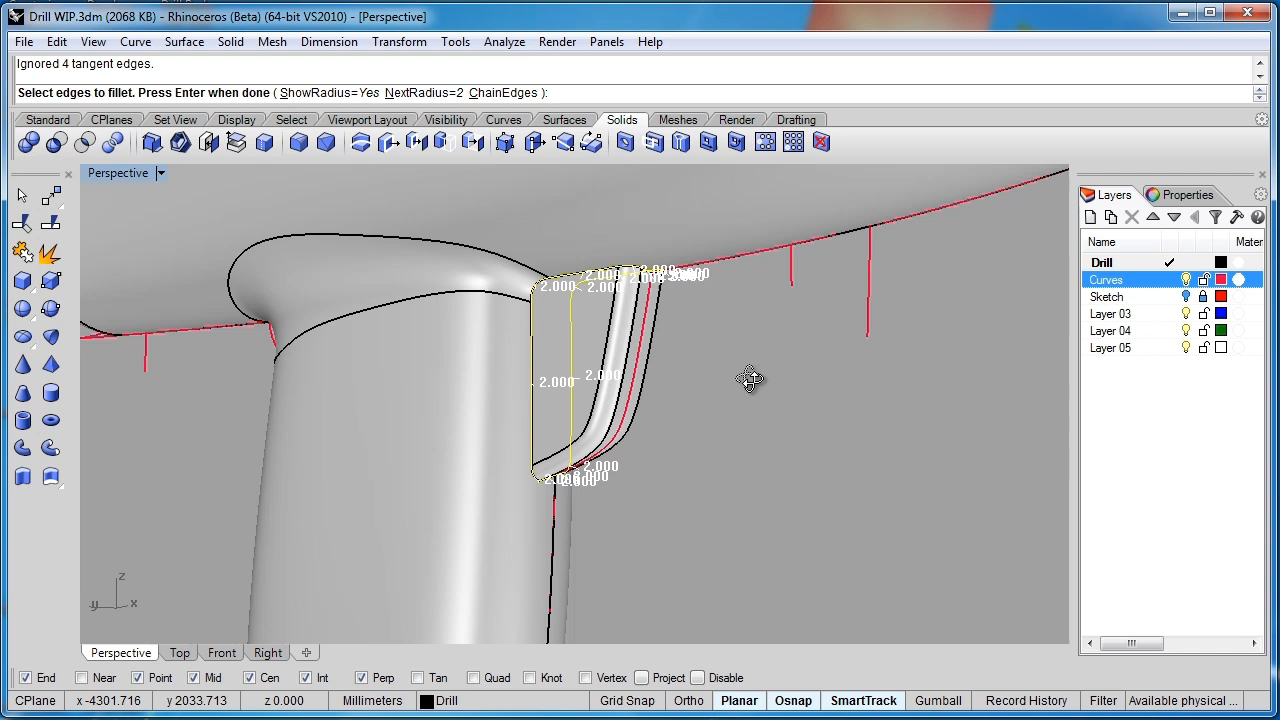 Drill WIP.3dm (2068 KB) - Rhinoceros (Beta) (64-bit VS2010) - [Perspective]
File Edit View Curve Surface Solid Mesh Dimension Transform Tools Analyze Render Panels Help
Ignored 4 tangent edges.
Select edges to fillet. Press Enter when done ( ShowRadius=Yes NextRadius=2 ChainEdges ):
Standard CPlanes Set View Display Select Viewport Layout Visibility Curves Surfaces Solids Meshes Render Drafting
Perspective
Layers Properties
Name Mater
Drill
Curves
Sketch
Layer 03
Layer 04
Layer 05
2.000
2.000
2.000
2.000
2.000
2.000
2.000
z
y x
Perspective Top Front Right
End Near Point Mid Cen Int Perp Tan Quad Knot Vertex Project Disable
CPlane x -4301.716 y 2033.713 z 0.000 Millimeters Drill Grid Snap Ortho Planar Osnap SmartTrack Gumball Record History Filter Available physical ...